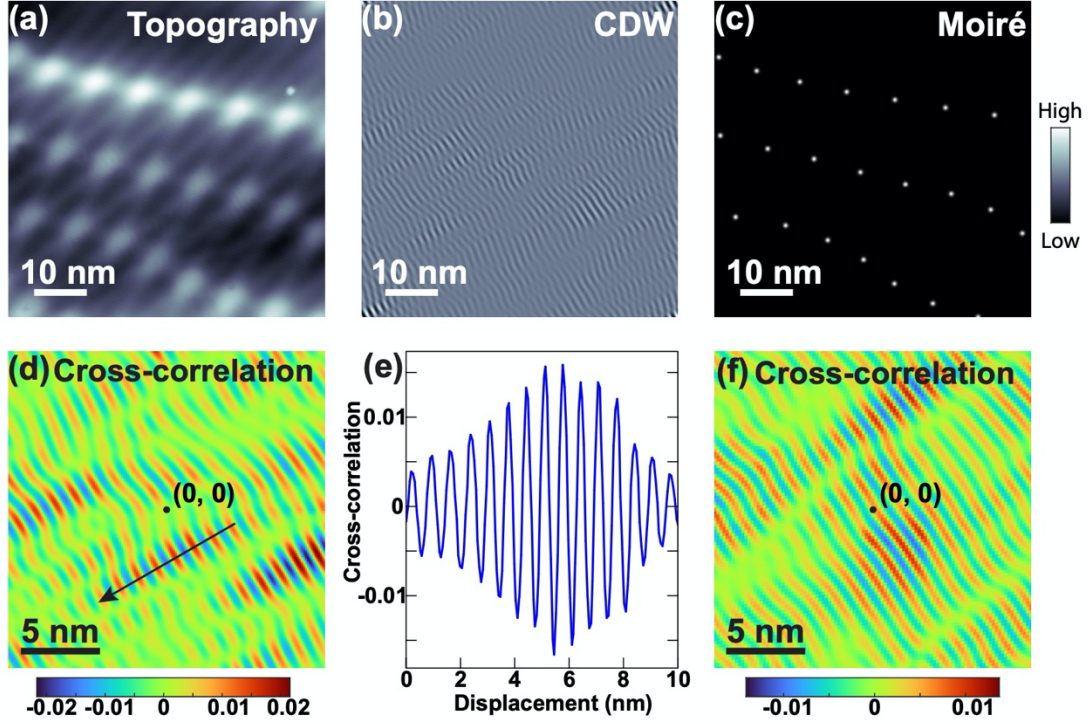 (a) Topography
10 nm
(b) CDW
10 nm
(c) Moiré
10 nm
High
Low
(d) Cross-correlation
(0, 0)
5 nm
-0.02 -0.01 0 0.01 0.02
(e)
Cross-correlation
0.01
0
-0.01
0 2 4 6 8 10
Displacement (nm)
(f) Cross-correlation
(0, 0)
5 nm
-0.01 0 0.01